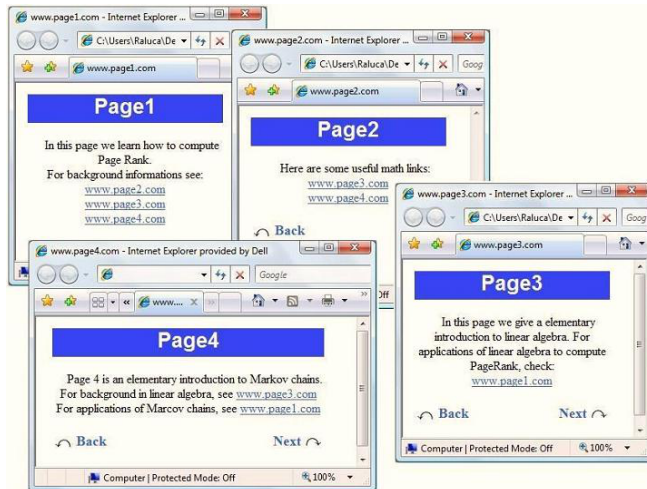 www.page1.com - Internet Explorer ...
C:\Users\Raluca\De
www.page1.com
Page1
In this page we learn how to compute
Page Rank.
For background informations see:
www.page2.com
www.page3.com
www.page4.com
www.page2.com - Internet Explorer ...
C:\Users\Raluca\De
Goog
www.page2.com
Page2
Here are some useful math links:
www.page3.com
www.page4.com
Back
Off
www.page3.com - Internet Explorer ...
C:\Users\Raluca\De
Goog
www.page3.com
Page3
In this page we give a elementary
introduction to linear algebra. For
applications of linear algebra to compute
PageRank, check:
www.page1.com
Back Next
Computer | Protected Mode: Off 100%
www.page4.com - Internet Explorer provided by Dell
Google
www....
Page4
Page 4 is an elementary introduction to Markov chains.
For background in linear algebra, see www.page3.com
For applications of Marcov chains, see www.page1.com
Back Next
Computer | Protected Mode: Off 100%